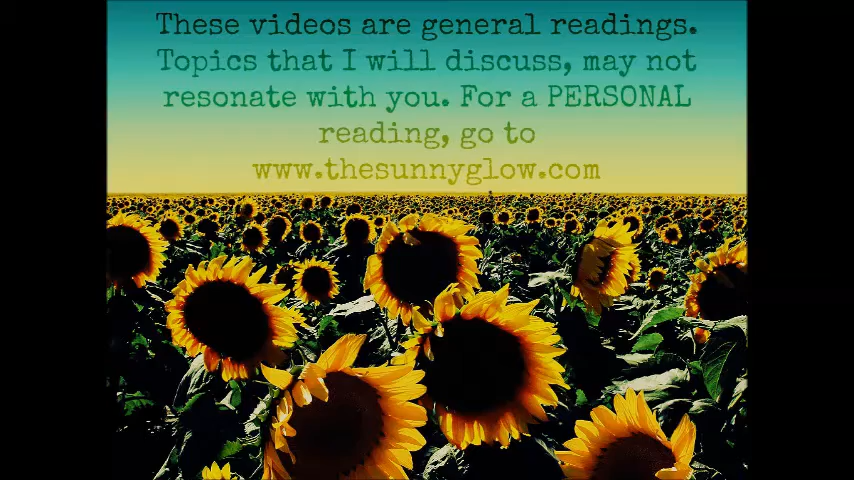 These videos are general readings.
Topics that I will discuss, may not
resonate with you. For a PERSONAL
reading, go to
www.thesunnyglow.com